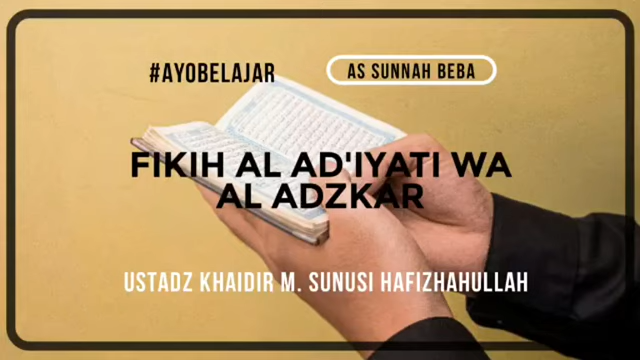 #AYOBELAJAR
AS SUNNAH BEBA
FIKIH AL AD'IYATI WA
AL ADZKAR
USTADZ KHAIDIR M. SUNUSI HAFIZHAHULLAH